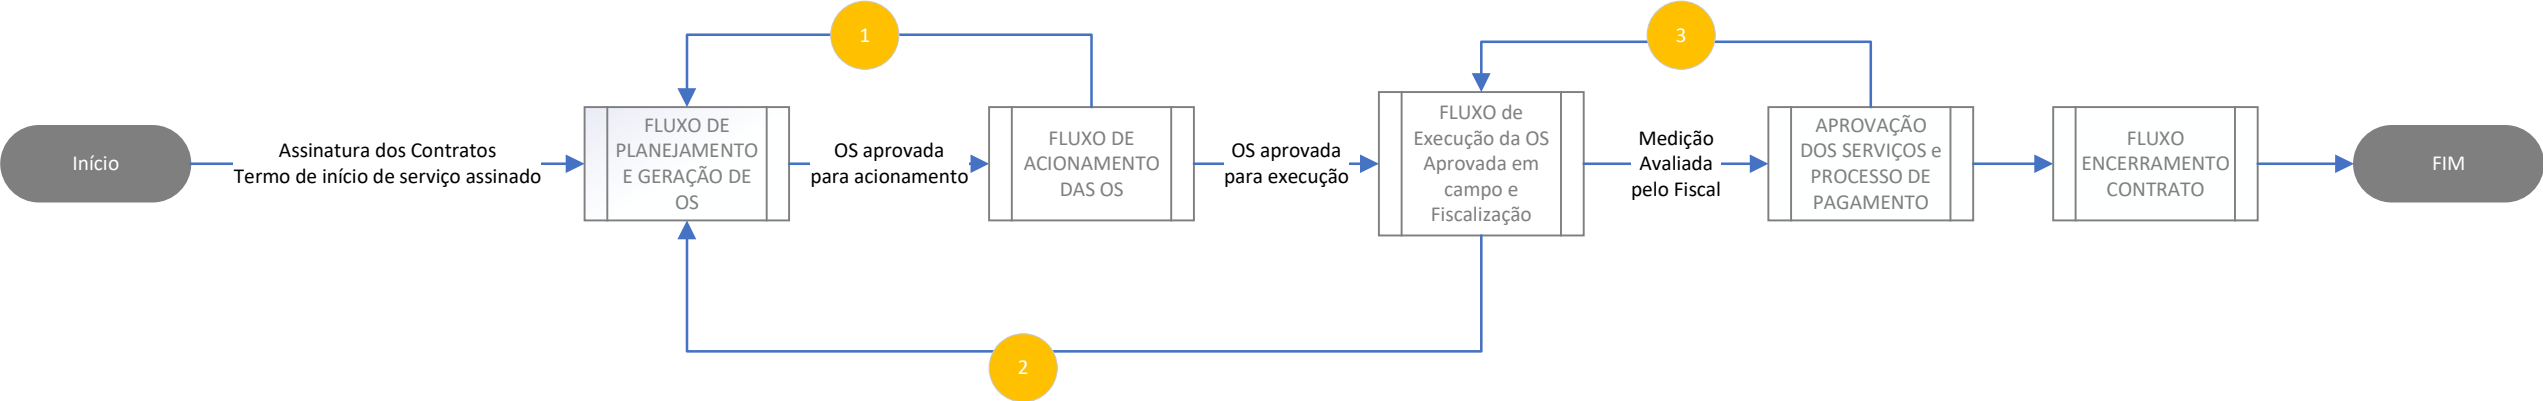 1
3
Início
Assinatura dos Contratos
Termo de início de serviço assinado
FLUXO DE
PLANEJAMENTO
E GERAÇÃO DE
OS
OS aprovada
para acionamento
FLUXO DE
ACIONAMENTO
DAS OS
OS aprovada
para execução
FLUXO de
Execução da OS
Aprovada em
campo e
Fiscalização
Medição
Avaliada
pelo Fiscal
APROVAÇÃO
DOS SERVIÇOS e
PROCESSO DE
PAGAMENTO
FLUXO
ENCERRAMENTO
CONTRATO
FIM
2